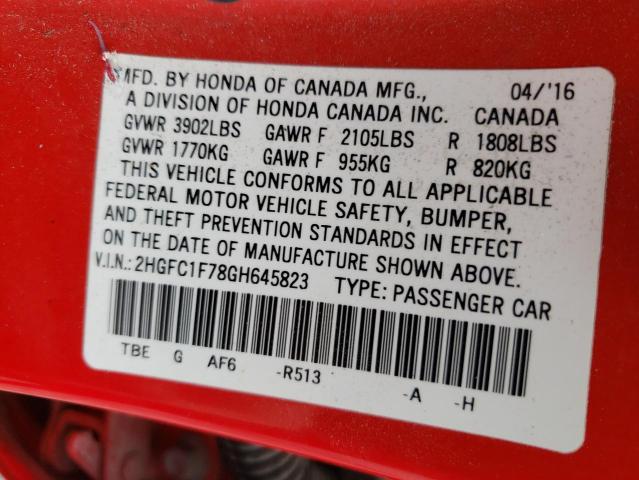 MFD. BY HONDA OF CANADA MFG., 04/'16
A DIVISION OF HONDA CANADA INC. CANADA
GVWR 3902LBS GAWR F 2105LBS R 1808LBS
GVWR 1770KG GAWR F 955KG R 820KG
THIS VEHICLE CONFORMS TO ALL APPLICABLE
FEDERAL MOTOR VEHICLE SAFETY, BUMPER,
AND THEFT PREVENTION STANDARDS IN EFFECT
ON THE DATE OF MANUFACTURE SHOWN ABOVE.
V.I.N.: 2HGFC1F78GH645823 TYPE: PASSENGER CAR
TBE G AF6 -R513 -A -H